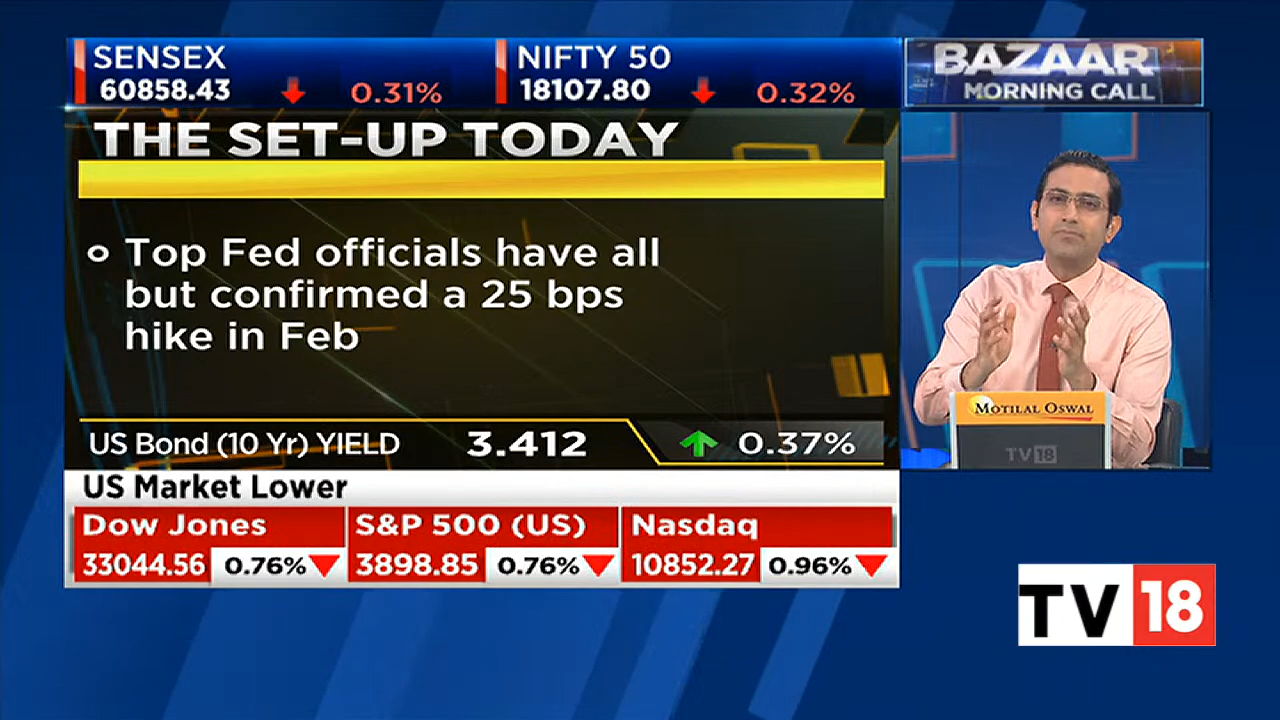 SENSEX
60858.43 0.31%
NIFTY 50
18107.80 0.32%
BAZAAR
MORNING CALL
THE SET-UP TODAY
Top Fed officials have all
but confirmed a 25 bps
hike in Feb
US Bond (10 Yr) YIELD 3.412 0.37%
US Market Lower
Dow Jones
33044.56 0.76%
S&P 500 (US)
3898.85 0.76%
Nasdaq
10852.27 0.96%
MOTILAL OSWAL
TV18
TV18